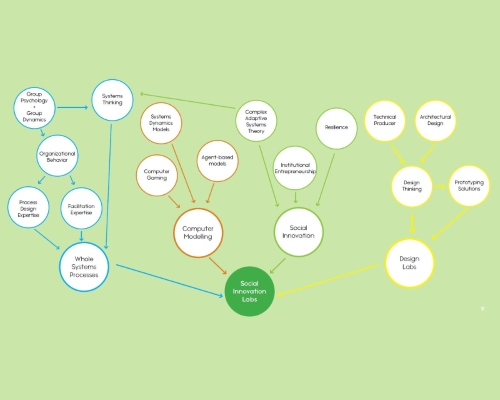 Group
Psychology
+
Group
Dynamics
Systems
Thinking
Systems
Dynamics
Models
Complex
Adaptive
Systems
Theory
Resilience
Technical
Producer
Architectural
Design
Organizational
Behavior
Computer
Gaming
Agent-based
models
Institutional
Entrepreneurship
Design
Thinking
Prototyping
Solutions
Process
Design
Expertise
Facilitation
Expertise
Computer
Modelling
Social
Innovation
Whole
Systems
Processes
Design
Labs
Social
Innovation
Labs